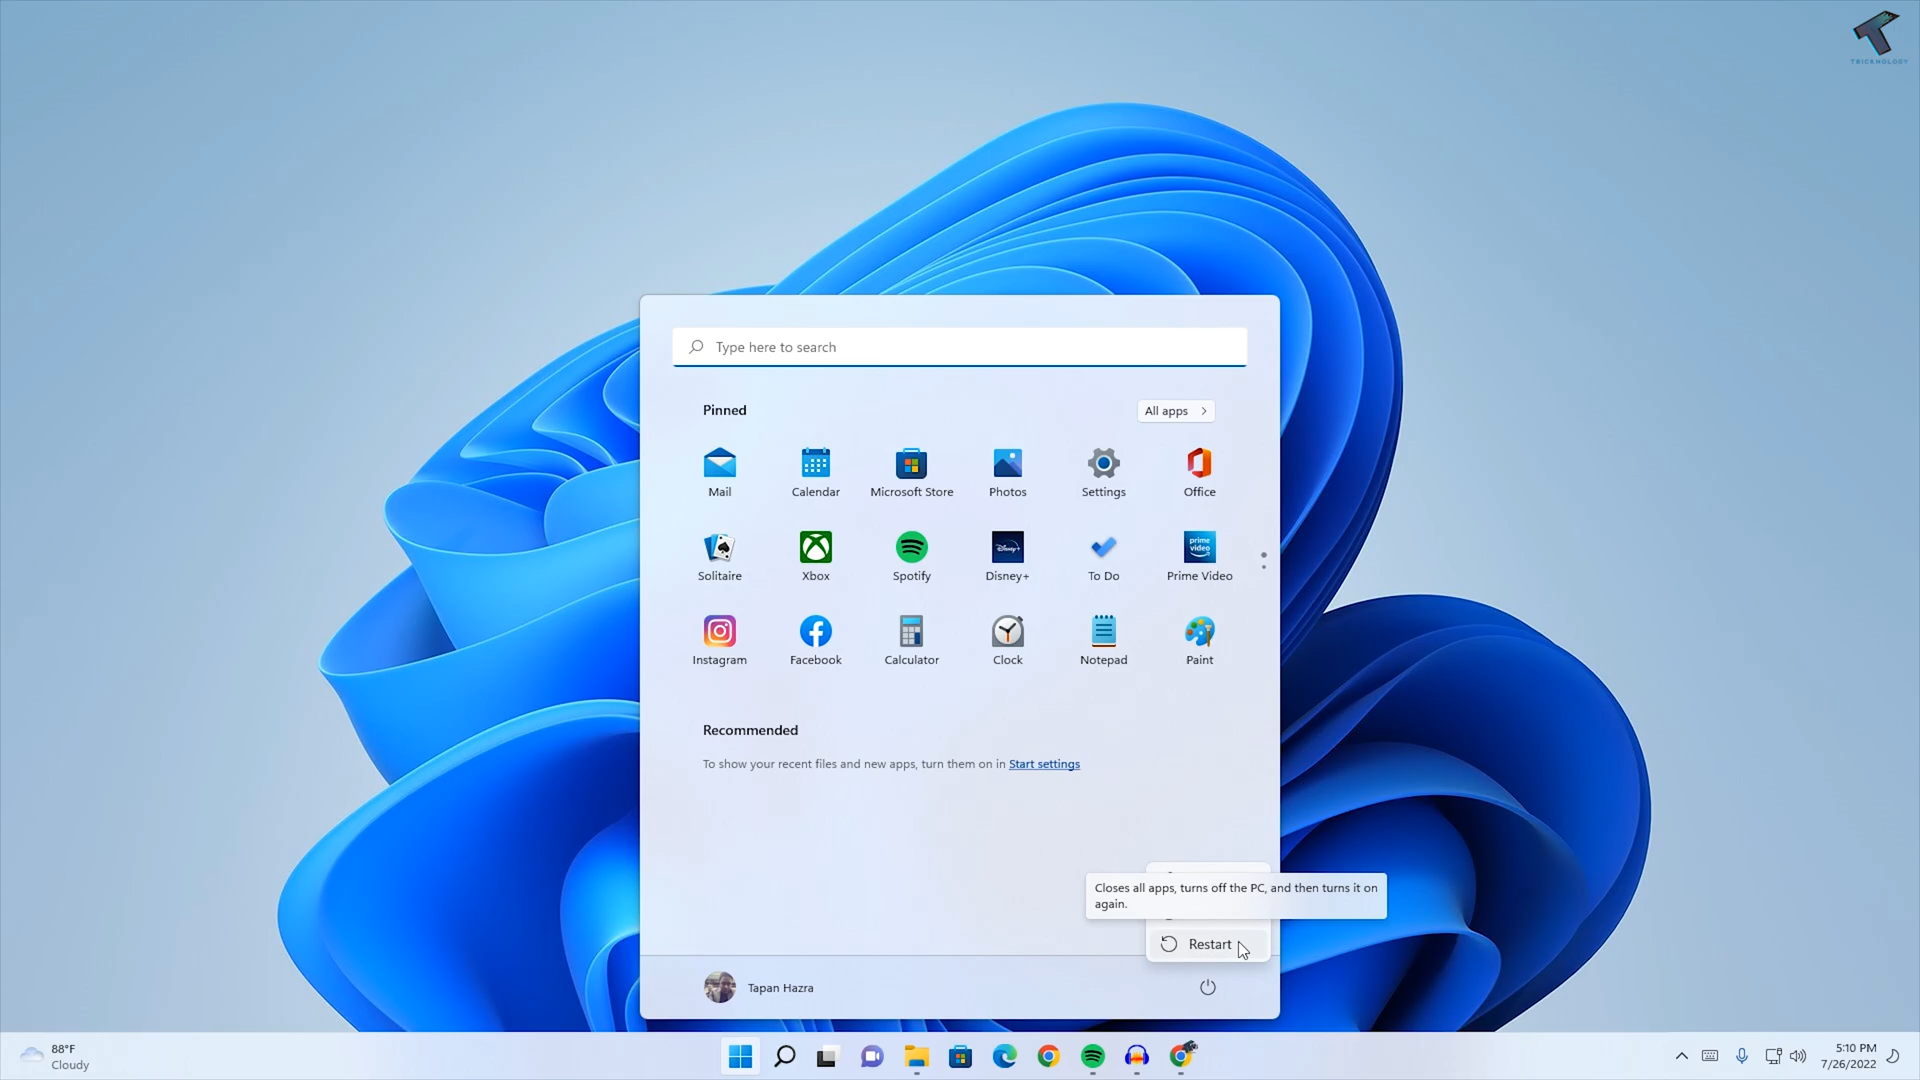 TRICKNOLOGY
Type here to search
Pinned
All apps
Mail
Calendar
Microsoft Store
Photos
Settings
Office
Solitaire
Xbox
Spotify
Disney+
prime video
To Do
Prime Video
Instagram
Facebook
Calculator
Clock
Notepad
Paint
Recommended
To show your recent files and new apps, turn them on in Start settings
Closes all apps, turns off the PC, and then turns it on
again.
Restart
Tapan Hazra
88°F
Cloudy
5:10 PM
7/26/2022